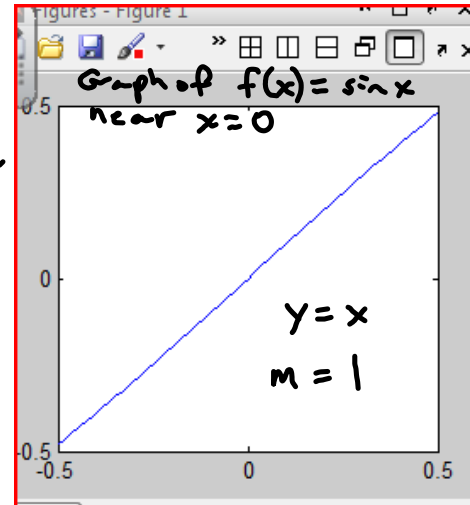 Figures - Figure 1
Graph of f(x) = sin x
near x = 0
0.5
0
y = x
m = 1
-0.5
-0.5
0
0.5